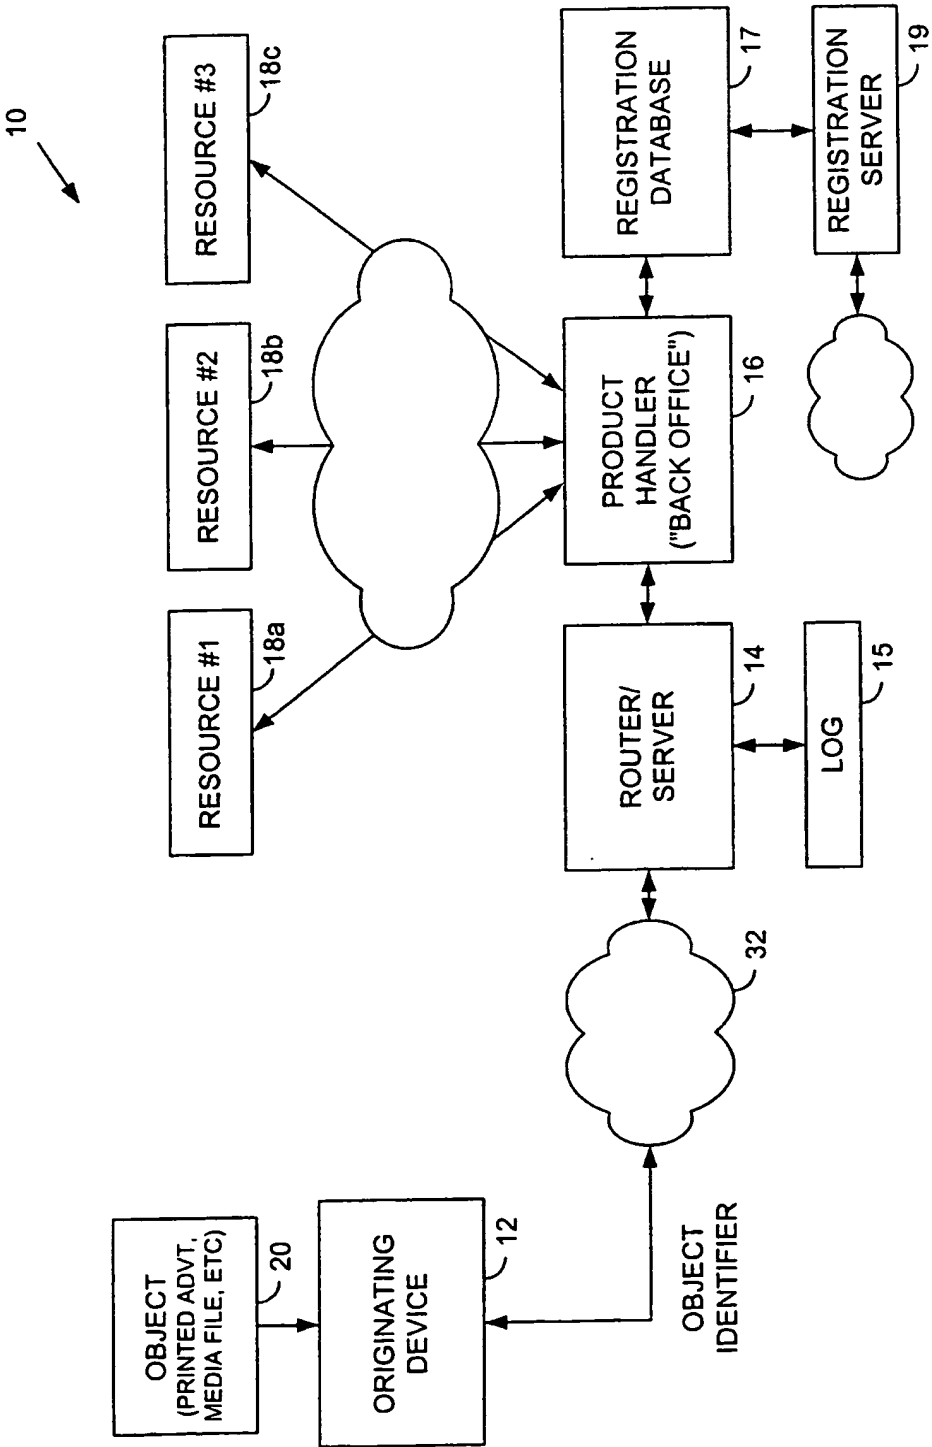 10
RESOURCE #1
18a
RESOURCE #2
18b
RESOURCE #3
18c
OBJECT
(PRINTED ADVT,
MEDIA FILE, ETC)
20
ORIGINATING
DEVICE
12
OBJECT
IDENTIFIER
32
ROUTER/
SERVER
14
LOG
15
PRODUCT
HANDLER
("BACK OFFICE")
16
REGISTRATION
DATABASE
17
REGISTRATION
SERVER
19